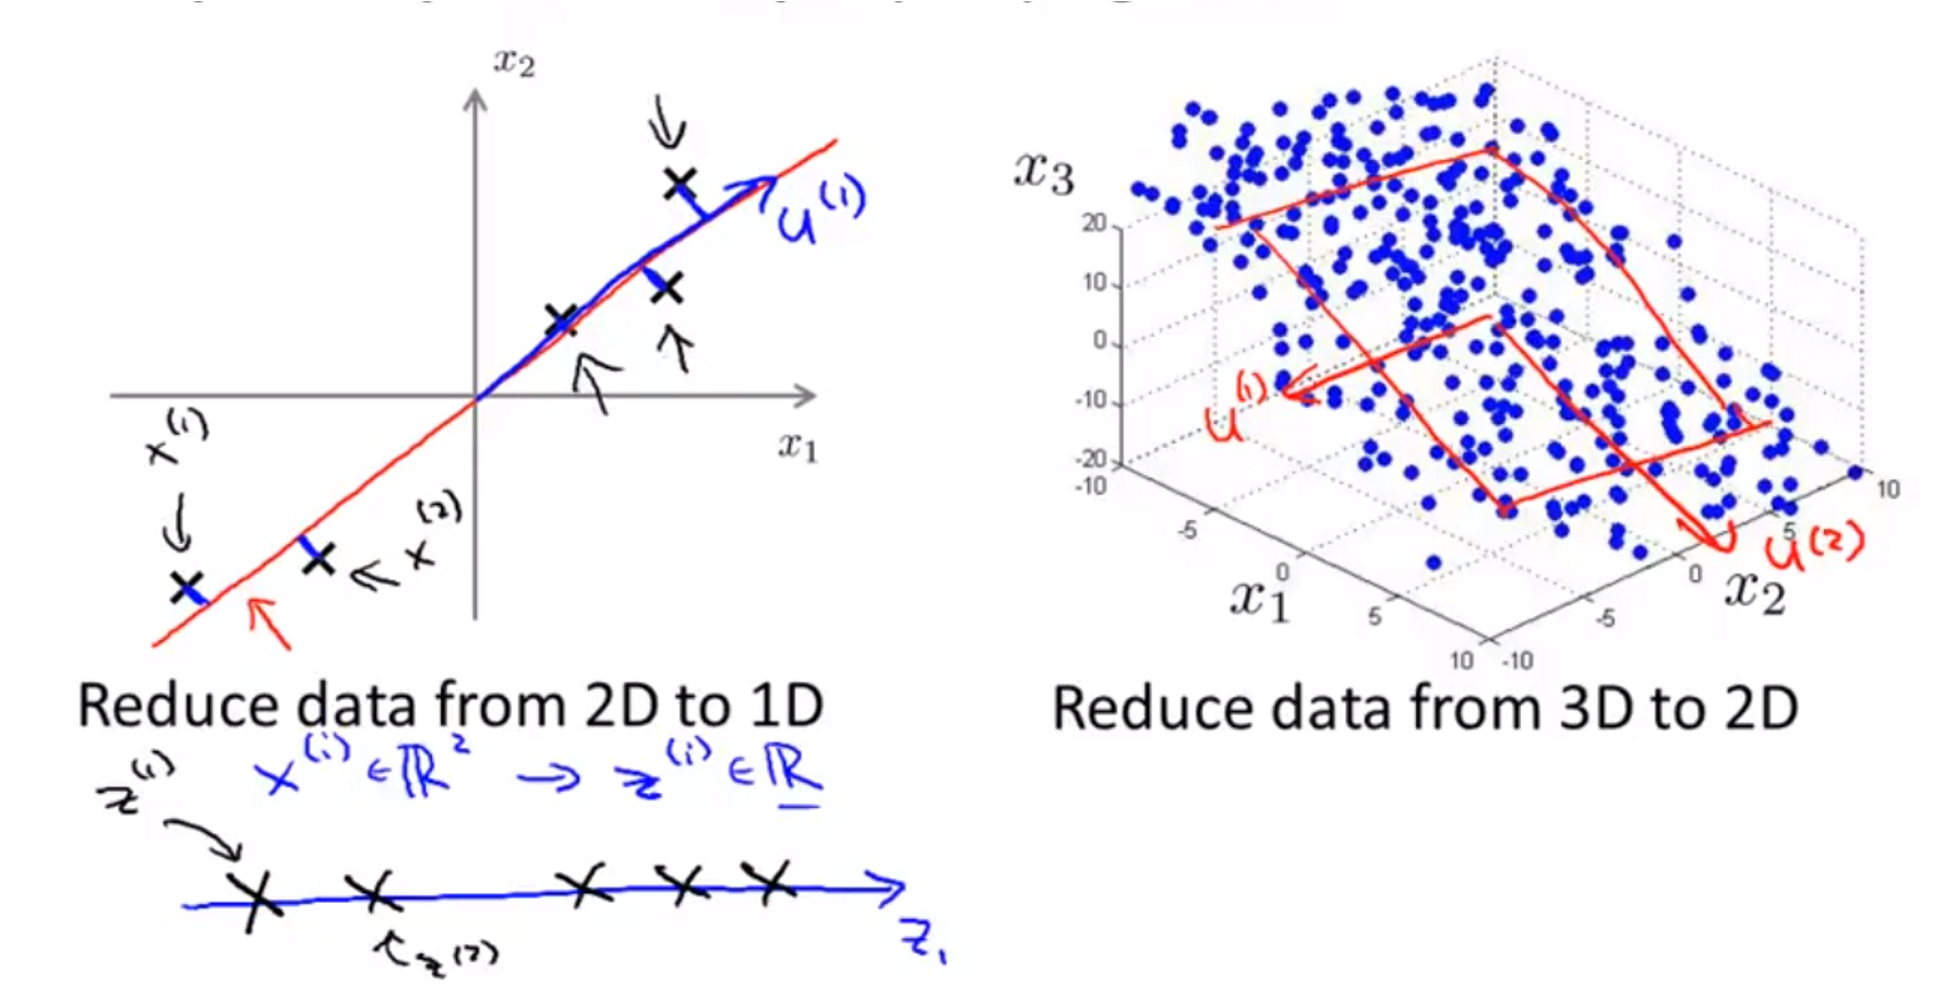 x₂
u⁽¹⁾
x₁
x⁽¹⁾
x⁽²⁾
Reduce data from 2D to 1D
x⁽ⁱ⁾ ∈ ℝ² → z⁽ⁱ⁾ ∈ ℝ
z⁽¹⁾
z⁽²⁾
z₁
x₃
20
10
0
-10
-20
-10
-5
0
5
10
x₁
-10
-5
0
5
10
x₂
u⁽¹⁾
u⁽²⁾
Reduce data from 3D to 2D